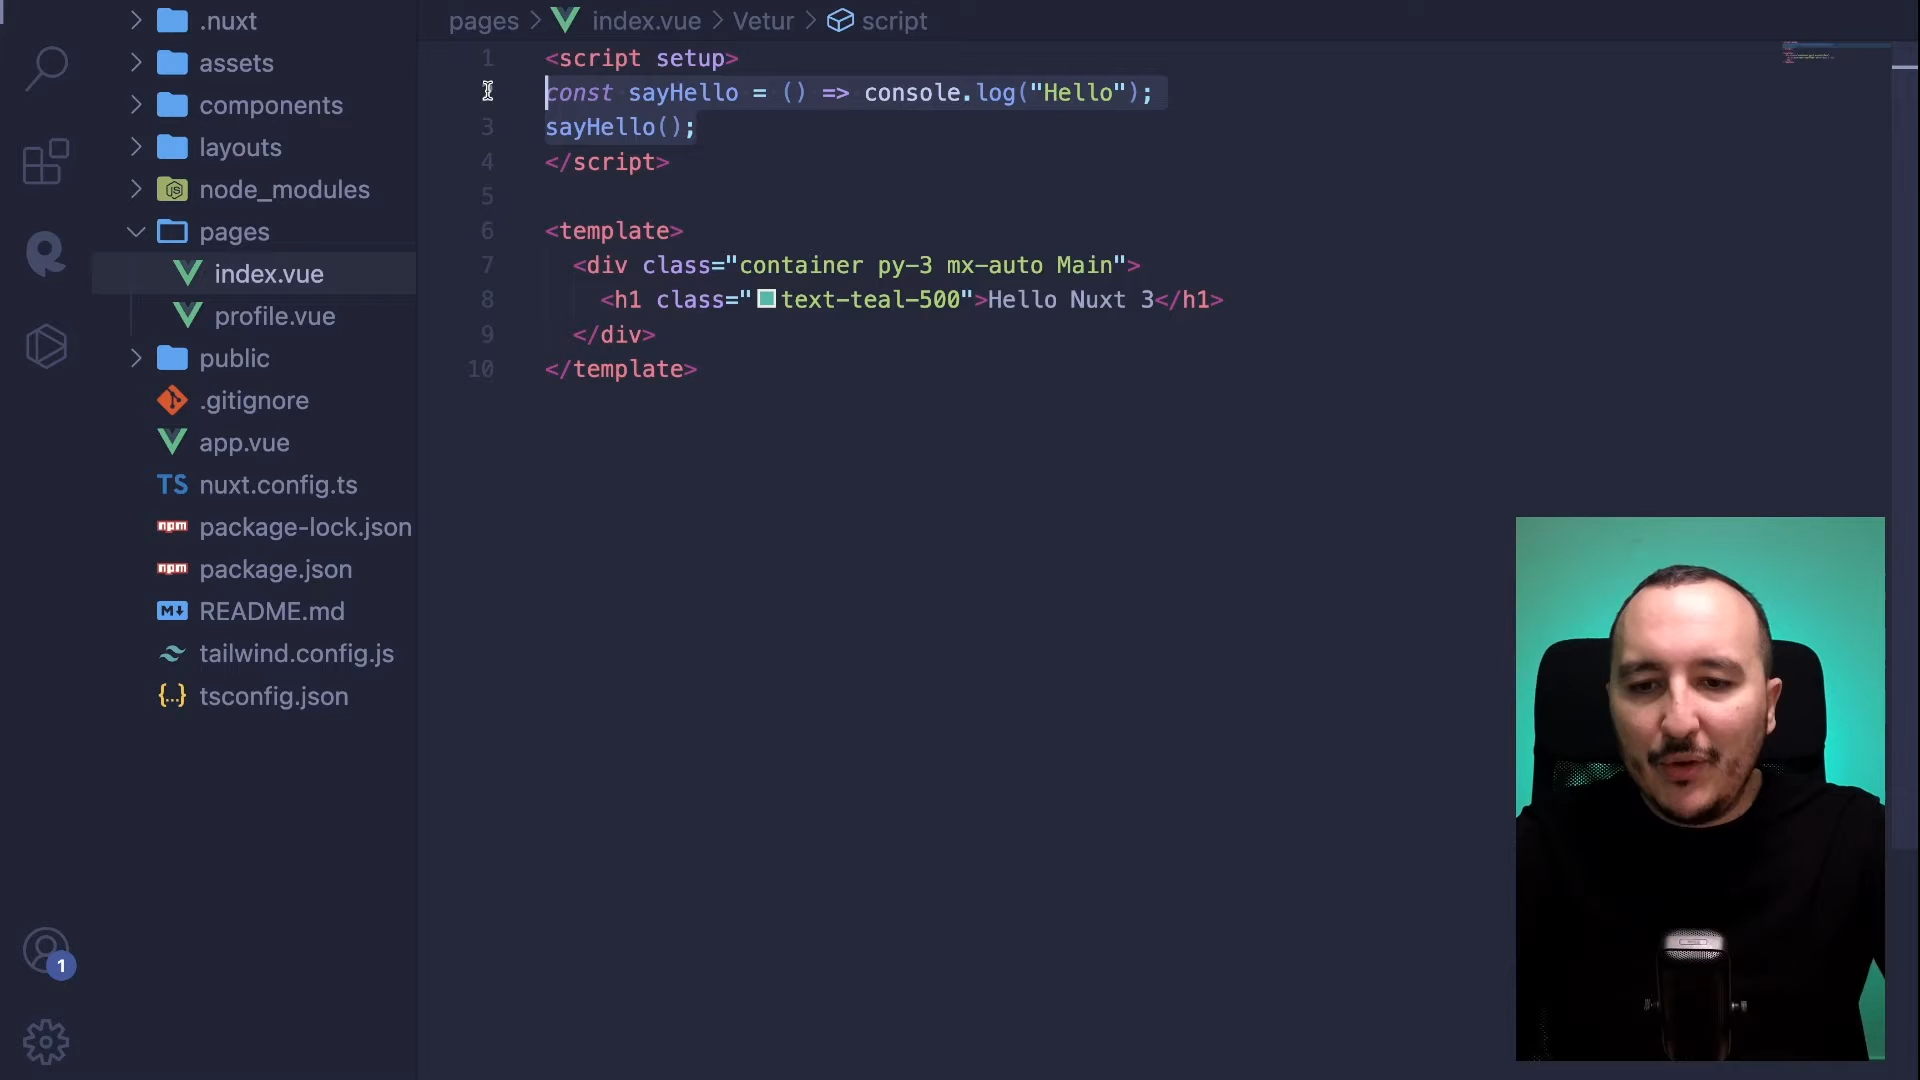 .nuxt
assets
components
layouts
node_modules
pages
index.vue
profile.vue
public
.gitignore
app.vue
TS nuxt.config.ts
npm package-lock.json
npm package.json
M README.md
tailwind.config.js
{...} tsconfig.json
1
pages > index.vue > Vetur > script
1 <script setup>
const sayHello = () => console.log("Hello");
3 sayHello();
4 </script>
5
6 <template>
7 <div class="container py-3 mx-auto Main">
8 <h1 class="text-teal-500">Hello Nuxt 3</h1>
9 </div>
10 </template>